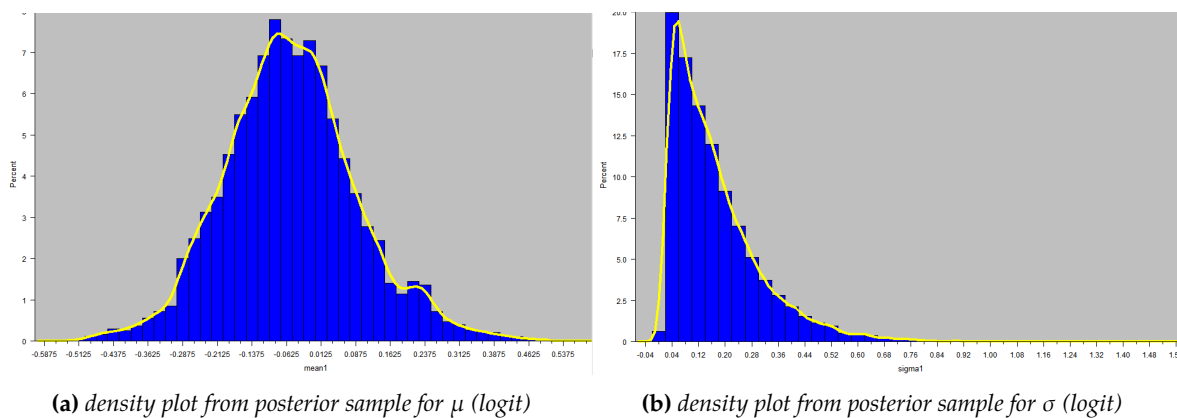 8
7
6
5
4
3
2
1
0
Percent
-0.5875 -0.5125 -0.4375 -0.3625 -0.2875 -0.2125 -0.1375 -0.0625 0.0125 0.0875 0.1625 0.2375 0.3125 0.3875 0.4625 0.5375
mean1
(a) density plot from posterior sample for μ (logit)
20.0
17.5
15.0
12.5
10.0
7.5
5.0
2.5
0
Percent
-0.04 0.04 0.12 0.20 0.28 0.36 0.44 0.52 0.60 0.68 0.76 0.84 0.92 1.00 1.08 1.16 1.24 1.32 1.40 1.48
sigma1
(b) density plot from posterior sample for σ (logit)